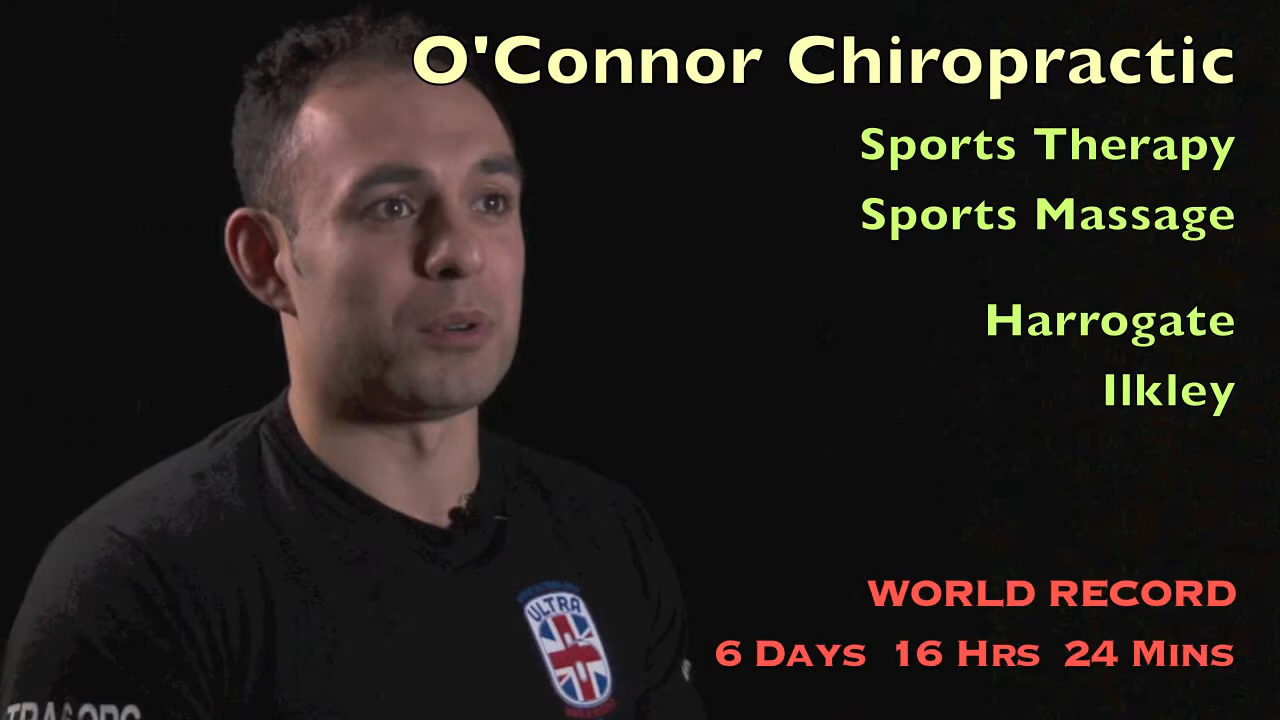 O'Connor Chiropractic
Sports Therapy
Sports Massage
Harrogate
Ilkley
WORLD RECORD
6 Days 16 Hrs 24 Mins
ULTRA